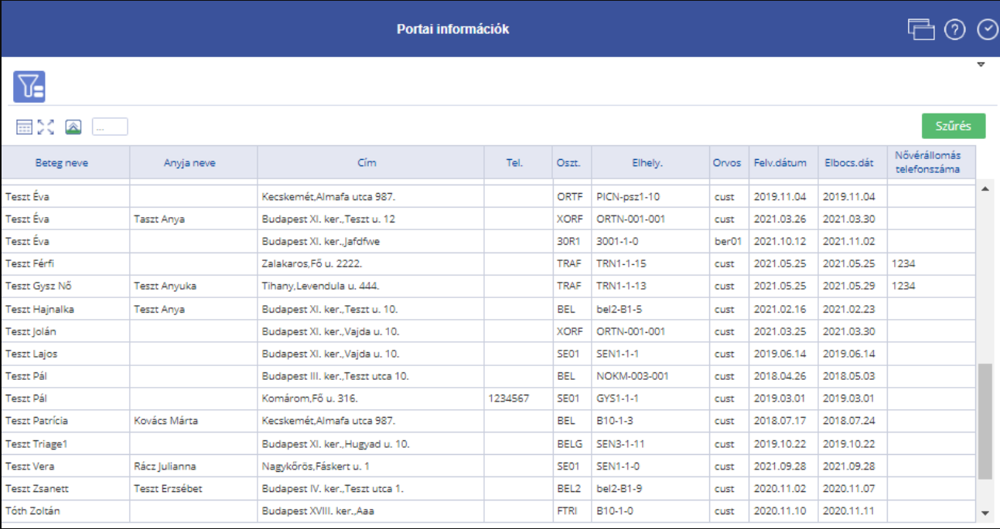 Portai információk
...
Szűrés
Beteg neve Anyja neve Cím Tel. Oszt. Elhely. Orvos Felv.dátum Elbocs.dát Nővérállomás telefonszáma
Teszt Éva Kecskemét,Almafa utca 987. ORTF PICN-psz1-10 cust 2019.11.04 2019.11.04
Teszt Éva Taszt Anya Budapest XI. ker.,Teszt u. 12 XORF ORTN-001-001 cust 2021.03.26 2021.03.30
Teszt Éva Budapest XI. ker.,Jafdfwe 30R1 3001-1-0 ber01 2021.10.12 2021.11.02
Teszt Férfi Zalakaros,Fő u. 2222. TRAF TRN1-1-15 cust 2021.05.25 2021.05.25 1234
Teszt Gysz Nő Teszt Anyuka Tihany,Levendula u. 444. TRAF TRN1-1-13 cust 2021.05.25 2021.05.29 1234
Teszt Hajnalka Teszt Anya Budapest XI. ker.,Teszt u. 10. BEL bel2-B1-5 cust 2021.02.16 2021.02.23
Teszt Jolán Budapest XI. ker.,Vajda u. 10. XORF ORTN-001-001 cust 2021.03.25 2021.03.30
Teszt Lajos Budapest XI. ker.,Vajda u. 10. SE01 SEN1-1-1 cust 2019.06.14 2019.06.14
Teszt Pál Budapest III. ker.,Teszt utca 10. BEL NOKM-003-001 cust 2018.04.26 2018.05.03
Teszt Pál Komárom,Fő u. 316. 1234567 SE01 GYS1-1-1 cust 2019.03.01 2019.03.01
Teszt Patrícia Kovács Márta Kecskemét,Almafa utca 987. BEL B10-1-3 cust 2018.07.17 2018.07.24
Teszt Triage1 Budapest XI. ker.,Hugyad u. 10. BELG SEN3-1-11 cust 2019.10.22 2019.10.22
Teszt Vera Rácz Julianna Nagykőrös,Fáskert u. 1 SE01 SEN1-1-0 cust 2021.09.28 2021.09.28
Teszt Zsanett Teszt Erzsébet Budapest IV. ker.,Teszt utca 1. BEL2 bel2-B1-9 cust 2020.11.02 2020.11.07
Tóth Zoltán Budapest XVIII. ker.,Aaa FTRI B10-1-0 cust 2020.11.10 2020.11.11